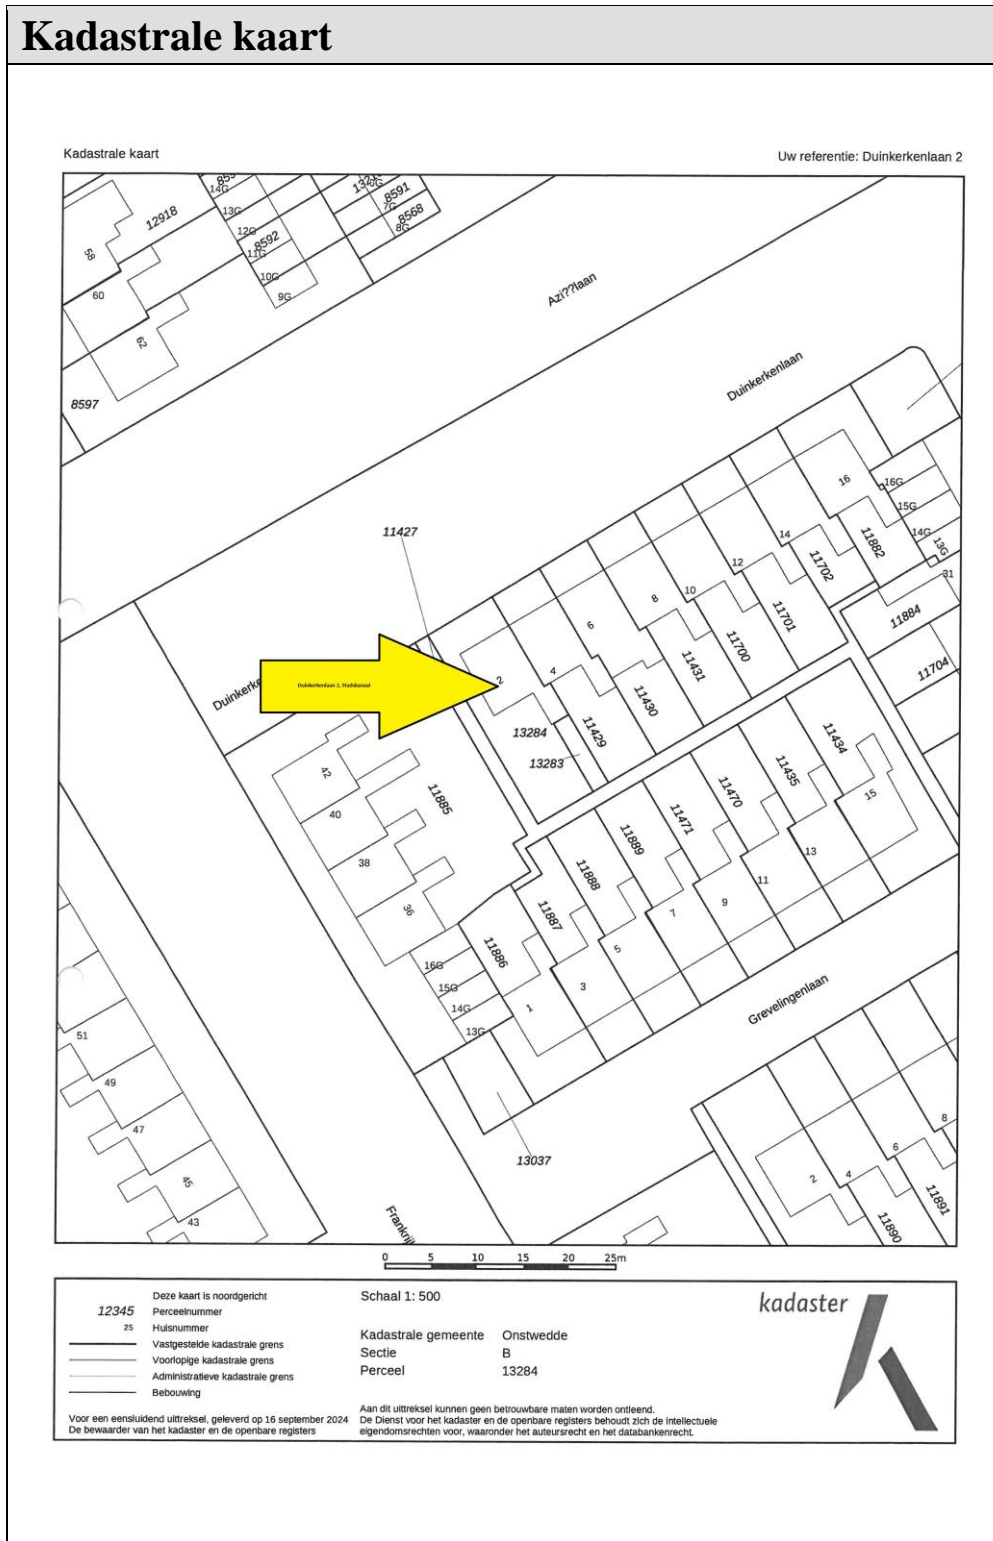 Kadastrale kaart
Kadastrale kaart
Uw referentie: Duinkerkenlaan 2
14G
13G
12G
8592
11G
10G
9G
7G
8591
8568
8G
12918
58
60
62
8597
Azi??laan
Duinkerkenlaan
11427
16
16G
15G
14G
13G
31
14
11882
12
11702
11884
10
11701
11704
8
11700
6
11431
4
11430
2
11429
13284
13283
Duinkerkenlaan 2, Stadskanaal
42
40
38
36
11885
11434
11435
15
11470
13
11471
11
11889
9
11888
7
11887
5
11886
3
1
16G
15G
14G
13G
Grevelingenlaan
51
49
47
45
43
13037
8
6
4
2
11891
11890
0 5 10 15 20 25m
Deze kaart is noordgericht
12345 Perceelnummer
25 Huisnummer
Vastgestelde kadastrale grens
Voorlopige kadastrale grens
Administratieve kadastrale grens
Bebouwing
Voor een eensluidend uittreksel, geleverd op 16 september 2024
De bewaarder van het kadaster en de openbare registers
Schaal 1: 500
Kadastrale gemeente Onstwedde
Sectie B
Perceel 13284
Aan dit uittreksel kunnen geen betrouwbare maten worden ontleend.
De Dienst voor het kadaster en de openbare registers behoudt zich de intellectuele
eigendomsrechten voor, waaronder het auteursrecht en het databankenrecht.
kadaster